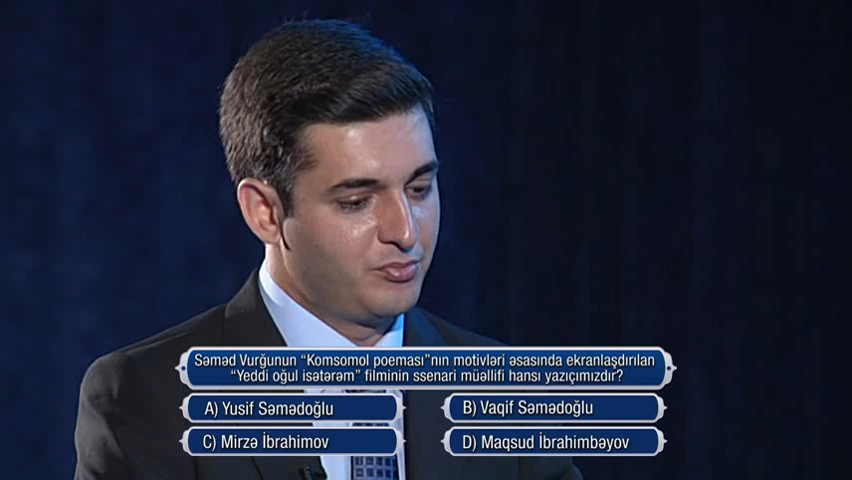 Səməd Vurğunun “Komsomol poeması”nın motivləri əsasında ekranlaşdırılan
“Yeddi oğul isətərəm” filminin ssenari müəllifi hansı yazıçımızdır?
A) Yusif Səmədoğlu
B) Vaqif Səmədoğlu
C) Mirzə İbrahimov
D) Maqsud İbrahimbəyov